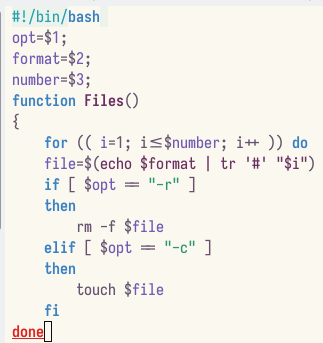 #!/bin/bash
opt=$1;
format=$2;
number=$3;
function Files()
{
    for (( i=1; i<=$number; i++ )) do
    file=$(echo $format | tr '#' "$i")
    if [ $opt == "-r" ]
    then
        rm -f $file
    elif [ $opt == "-c" ]
    then
        touch $file
    fi
done